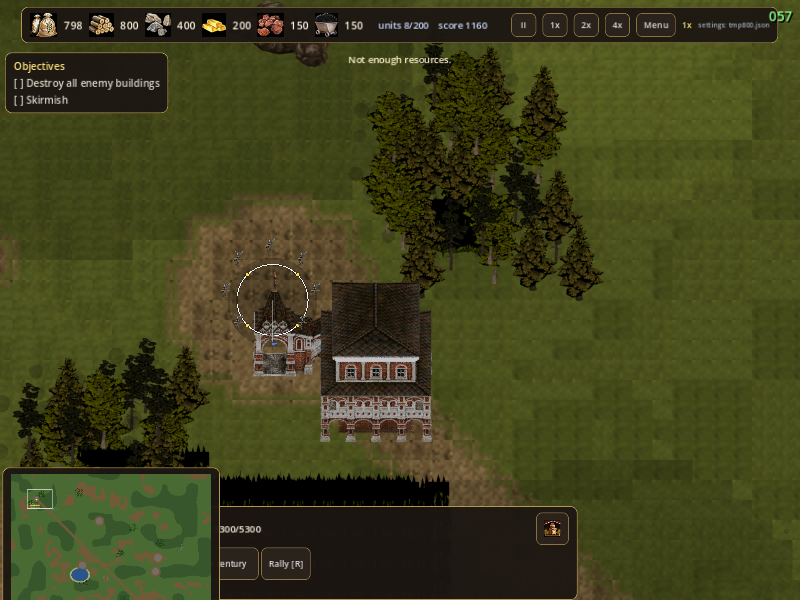 798 800 400 200 150 150 units 8/200 score 1160 II 1x 2x 4x Menu 1x settings: tmp800.json
057
Objectives
[ ] Destroy all enemy buildings
[ ] Skirmish
Not enough resources.
300/5300
entury Rally [R]